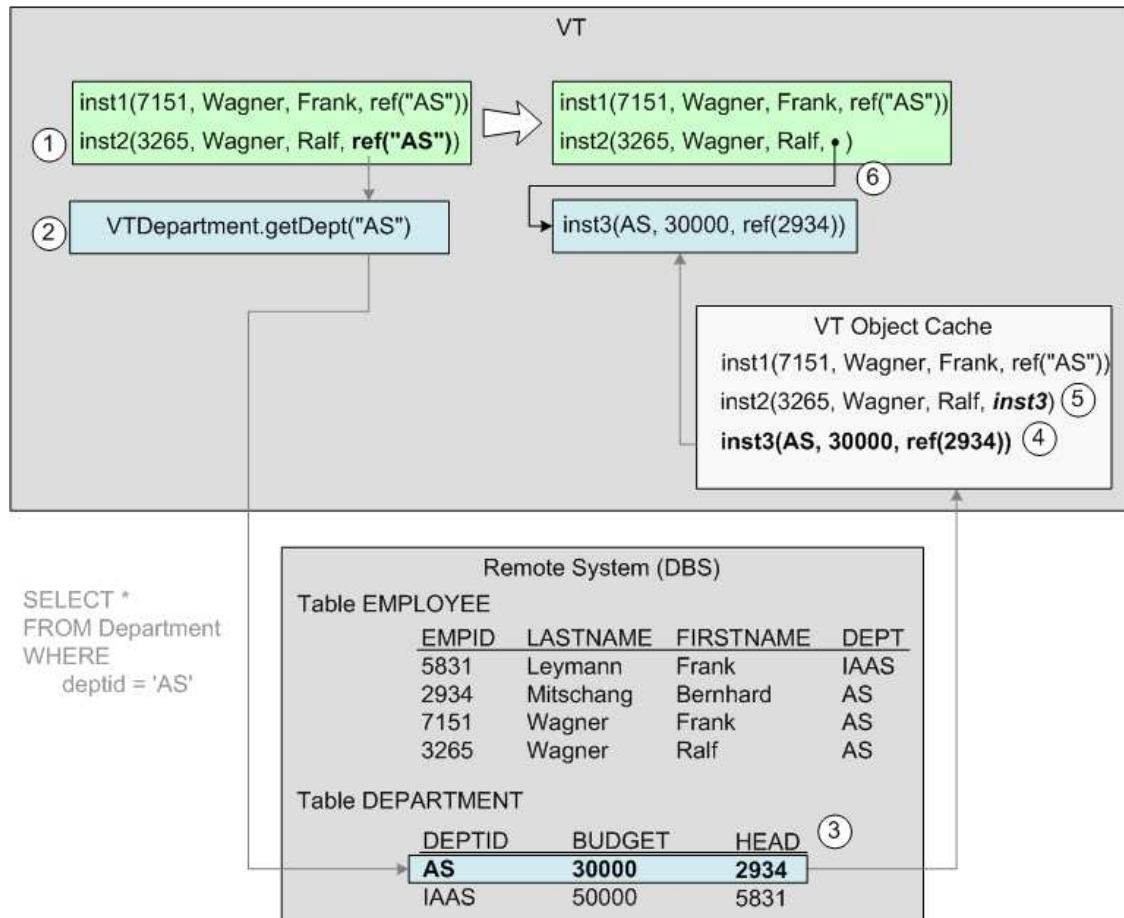 VT
inst1(7151, Wagner, Frank, ref("AS"))
inst2(3265, Wagner, Ralf, ref("AS"))
1
VTDepartment.getDept("AS")
2
inst1(7151, Wagner, Frank, ref("AS"))
inst2(3265, Wagner, Ralf, )
6
inst3(AS, 30000, ref(2934))
VT Object Cache
inst1(7151, Wagner, Frank, ref("AS"))
inst2(3265, Wagner, Ralf, inst3) 5
inst3(AS, 30000, ref(2934)) 4
SELECT *
FROM Department
WHERE
deptid = 'AS'
Remote System (DBS)
Table EMPLOYEE
EMPID LASTNAME FIRSTNAME DEPT
5831 Leymann Frank IAAS
2934 Mitschang Bernhard AS
7151 Wagner Frank AS
3265 Wagner Ralf AS
Table DEPARTMENT
DEPTID BUDGET HEAD 3
AS 30000 2934
IAAS 50000 5831